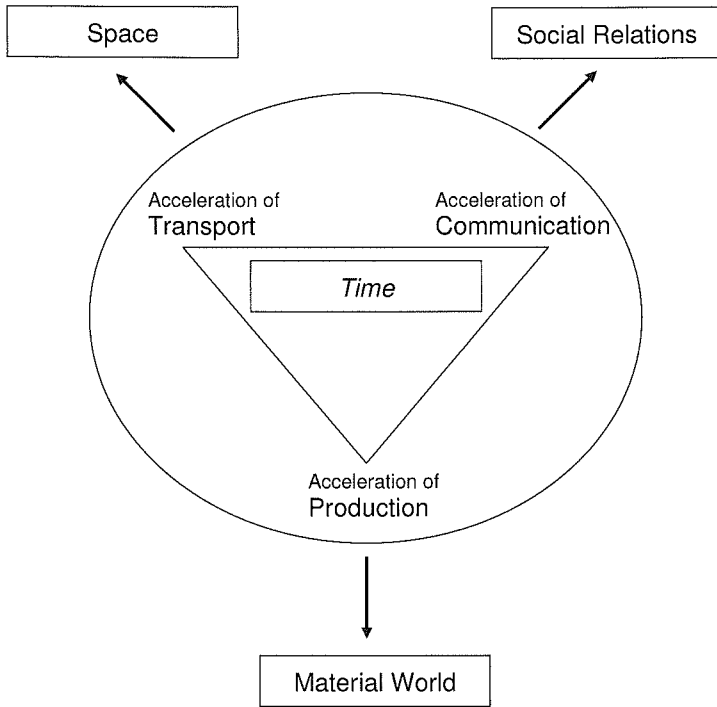 Space
Social Relations
Acceleration of
Transport
Acceleration of
Communication
Time
Acceleration of
Production
Material World